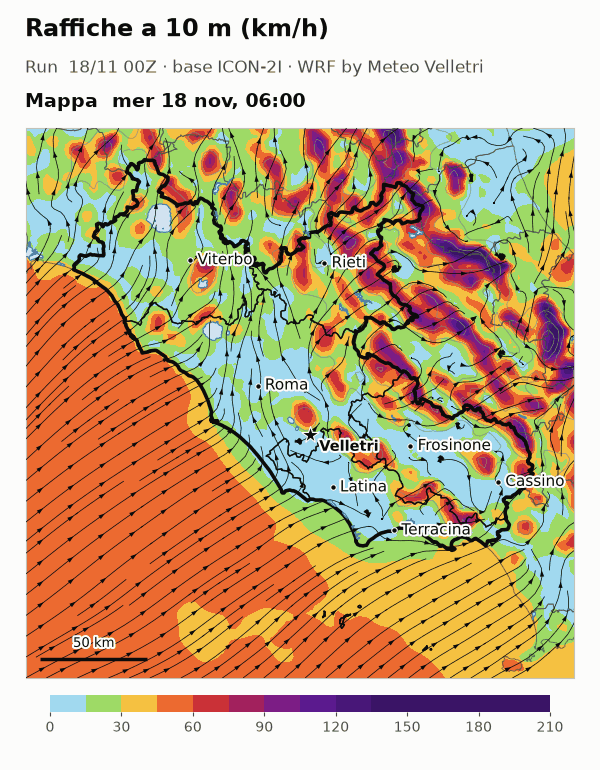 Raffiche a 10 m (km/h)
Run  18/11 00Z · base ICON-2I · WRF by Meteo Velletri
Mappa  mer 18 nov, 06:00
Viterbo
Rieti
Roma
Velletri
Frosinone
Cassino
Latina
Terracina
50 km
0 30 60 90 120 150 180 210